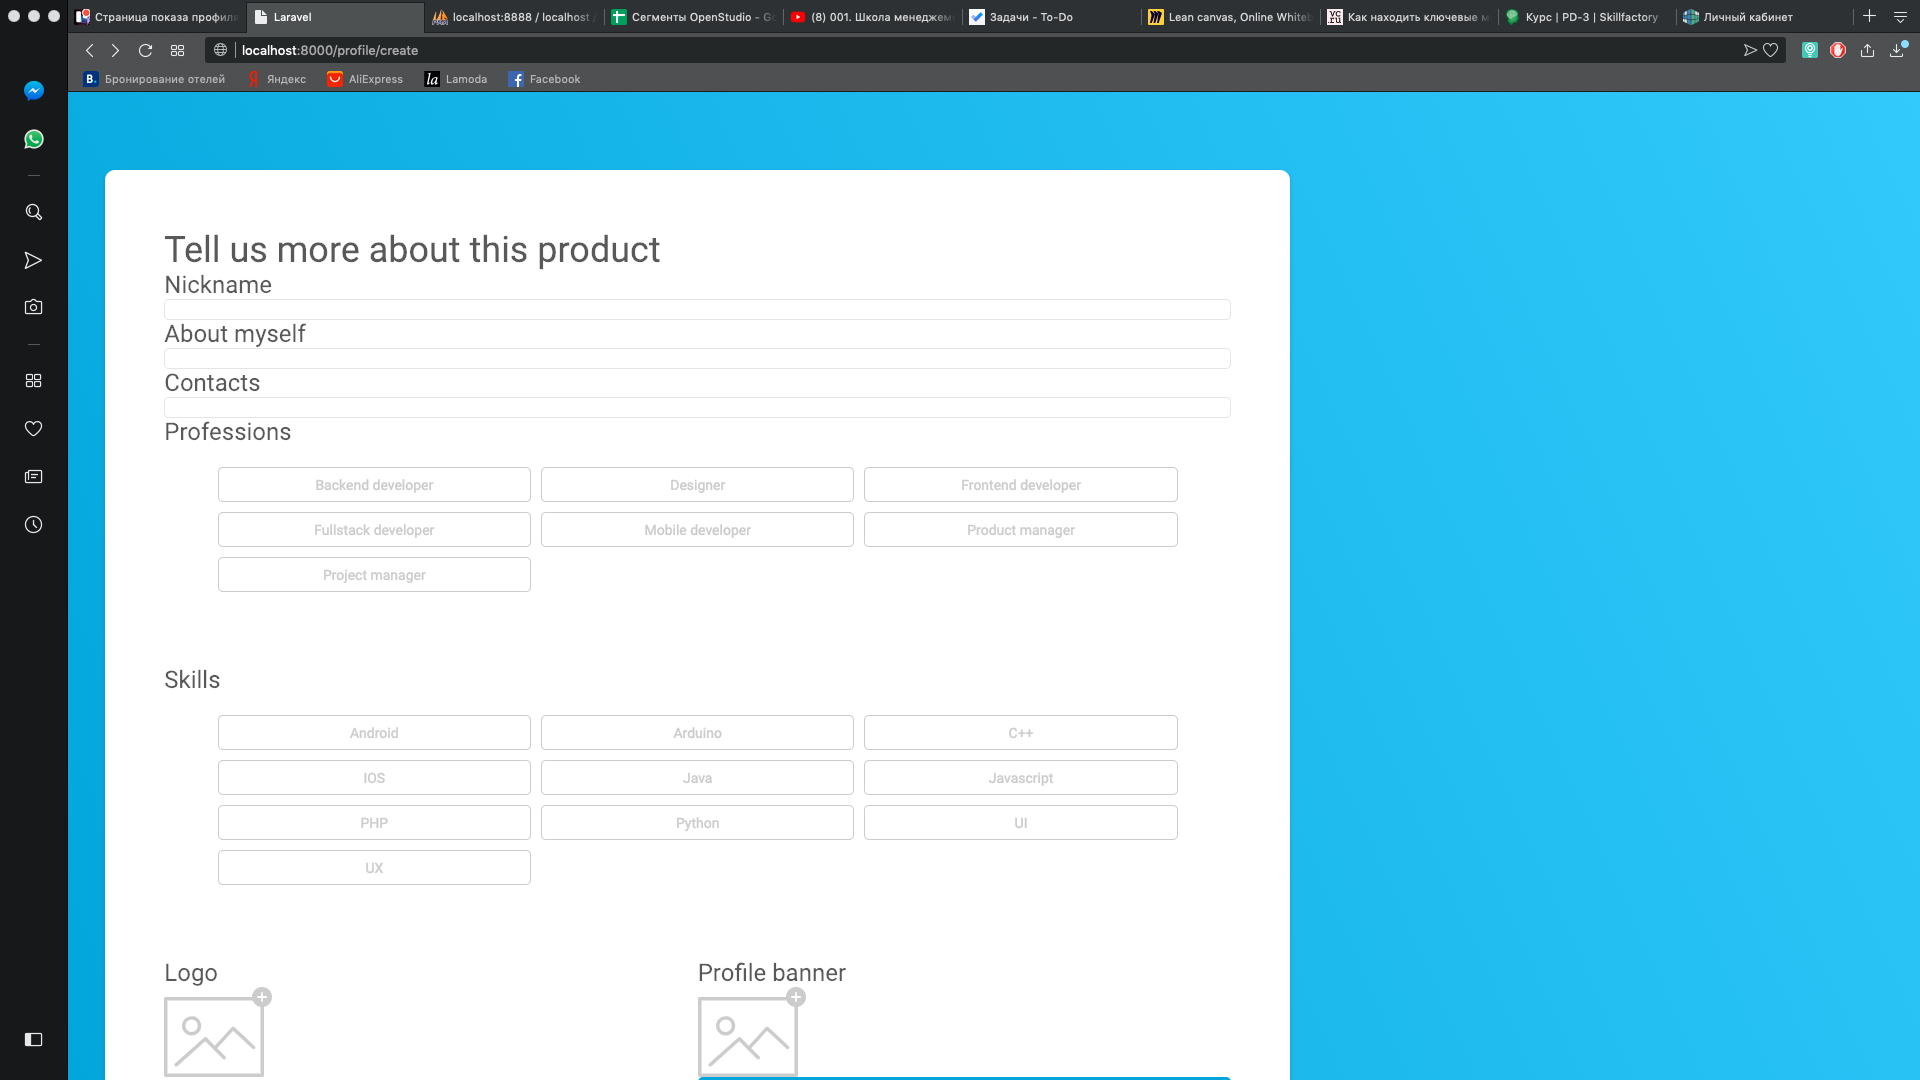 Страница показа профиля
Laravel
localhost:8888 / localhost /
Сегменты OpenStudio - Go
(8) 001. Школа менеджеме
Задачи - To-Do
Lean canvas, Online Whiteb
Как находить ключевые м
Курс | PD-3 | Skillfactory
Личный кабинет
localhost:8000/profile/create
B. Бронирование отелей
Я Яндекс
AliExpress
la Lamoda
Facebook
Tell us more about this product
Nickname
About myself
Contacts
Professions
Backend developer
Designer
Frontend developer
Fullstack developer
Mobile developer
Product manager
Project manager
Skills
Android
Arduino
C++
IOS
Java
Javascript
PHP
Python
UI
UX
Logo
Profile banner